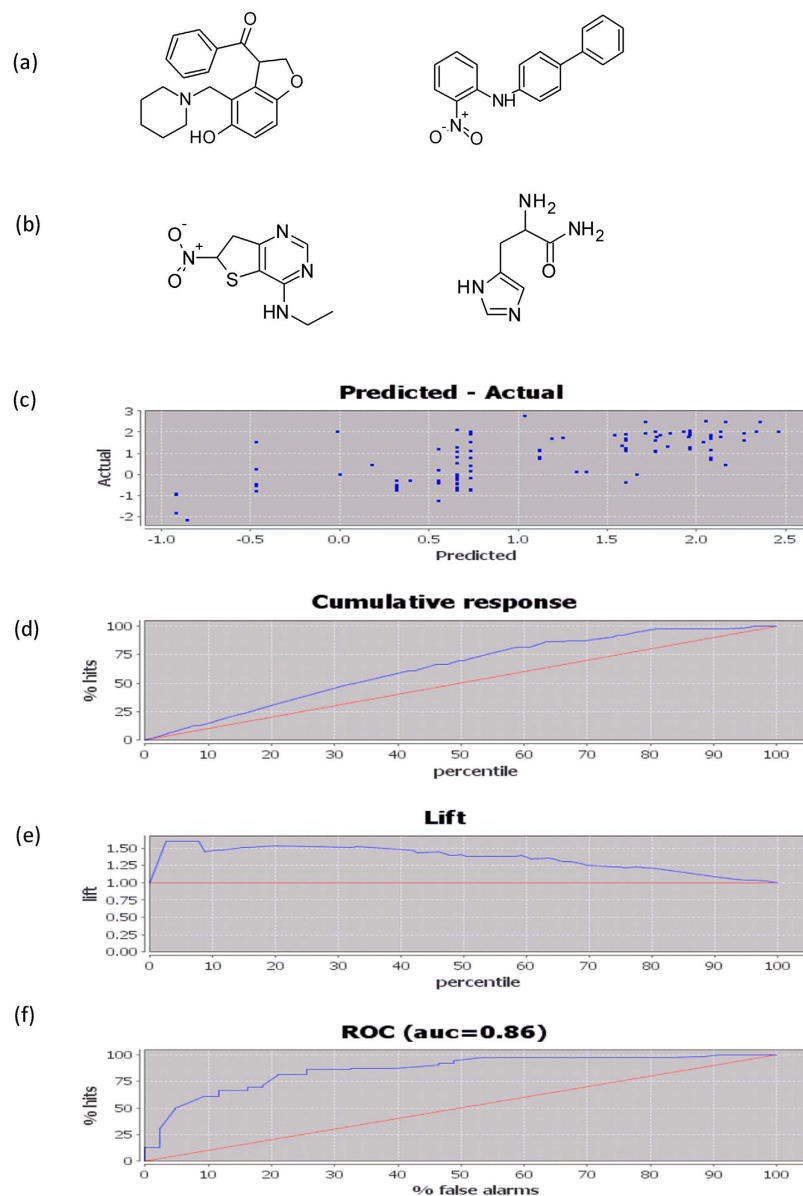 (a)
O
N
O
HO
NH
N+
O-
O
(b)
O-
N+
O
S
N
N
HN
NH2
NH2
O
HN
N
(c)
Predicted - Actual
Actual
3
2
1
0
-1
-2
-1.0 -0.5 0.0 0.5 1.0 1.5 2.0 2.5
Predicted
(d)
Cumulative response
% hits
100
75
50
25
0
0 10 20 30 40 50 60 70 80 90 100
percentile
(e)
Lift
lift
1.50
1.25
1.00
0.75
0.50
0.25
0.00
0 10 20 30 40 50 60 70 80 90 100
percentile
(f)
ROC (auc=0.86)
% hits
100
75
50
25
0
0 10 20 30 40 50 60 70 80 90 100
% false alarms